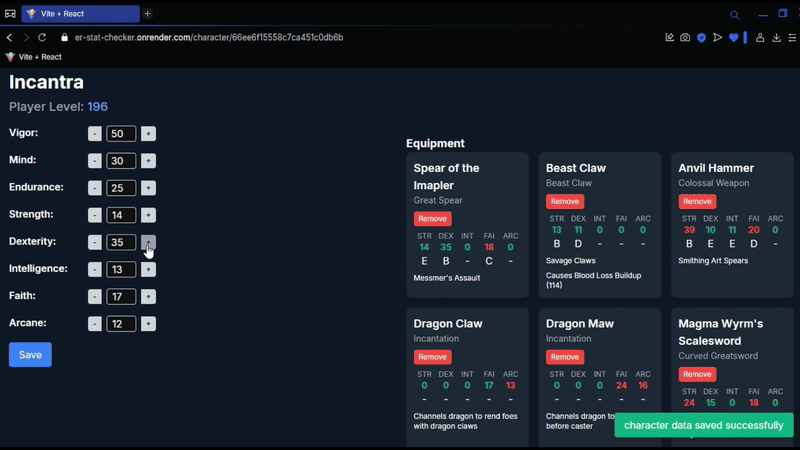 Vite + React
er-stat-checker.onrender.com/character/66ee6f15558c7ca451c0db6b
Vite + React
Incantra
Player Level: 196
Vigor: - 50 +
Mind: - 30 +
Endurance: - 25 +
Strength: - 14 +
Dexterity: - 35 +
Intelligence: - 13 +
Faith: - 17 +
Arcane: - 12 +
Save
Equipment
Spear of the
Impaler
Great Spear
Remove
STR DEX INT FAI ARC
14 35 0 18 0
E B - C -
Messmer's Assault
Beast Claw
Beast Claw
Remove
STR DEX INT FAI ARC
13 11 0 0 0
B D - - -
Savage Claws
Causes Blood Loss Buildup
(114)
Anvil Hammer
Colossal Weapon
Remove
STR DEX INT FAI ARC
39 10 11 20 0
B E E D -
Smithing Art Spears
Dragon Claw
Incantation
Remove
STR DEX INT FAI ARC
0 0 0 17 13
- - - - -
Channels dragon to rend foes
with dragon claws
Dragon Maw
Incantation
Remove
STR DEX INT FAI ARC
0 0 0 24 16
- - - - -
Channels dragon to
before caster
Magma Wyrm's
Scalesword
Curved Greatsword
Remove
STR DEX INT FAI ARC
24 15 0 18 0
character data saved successfully